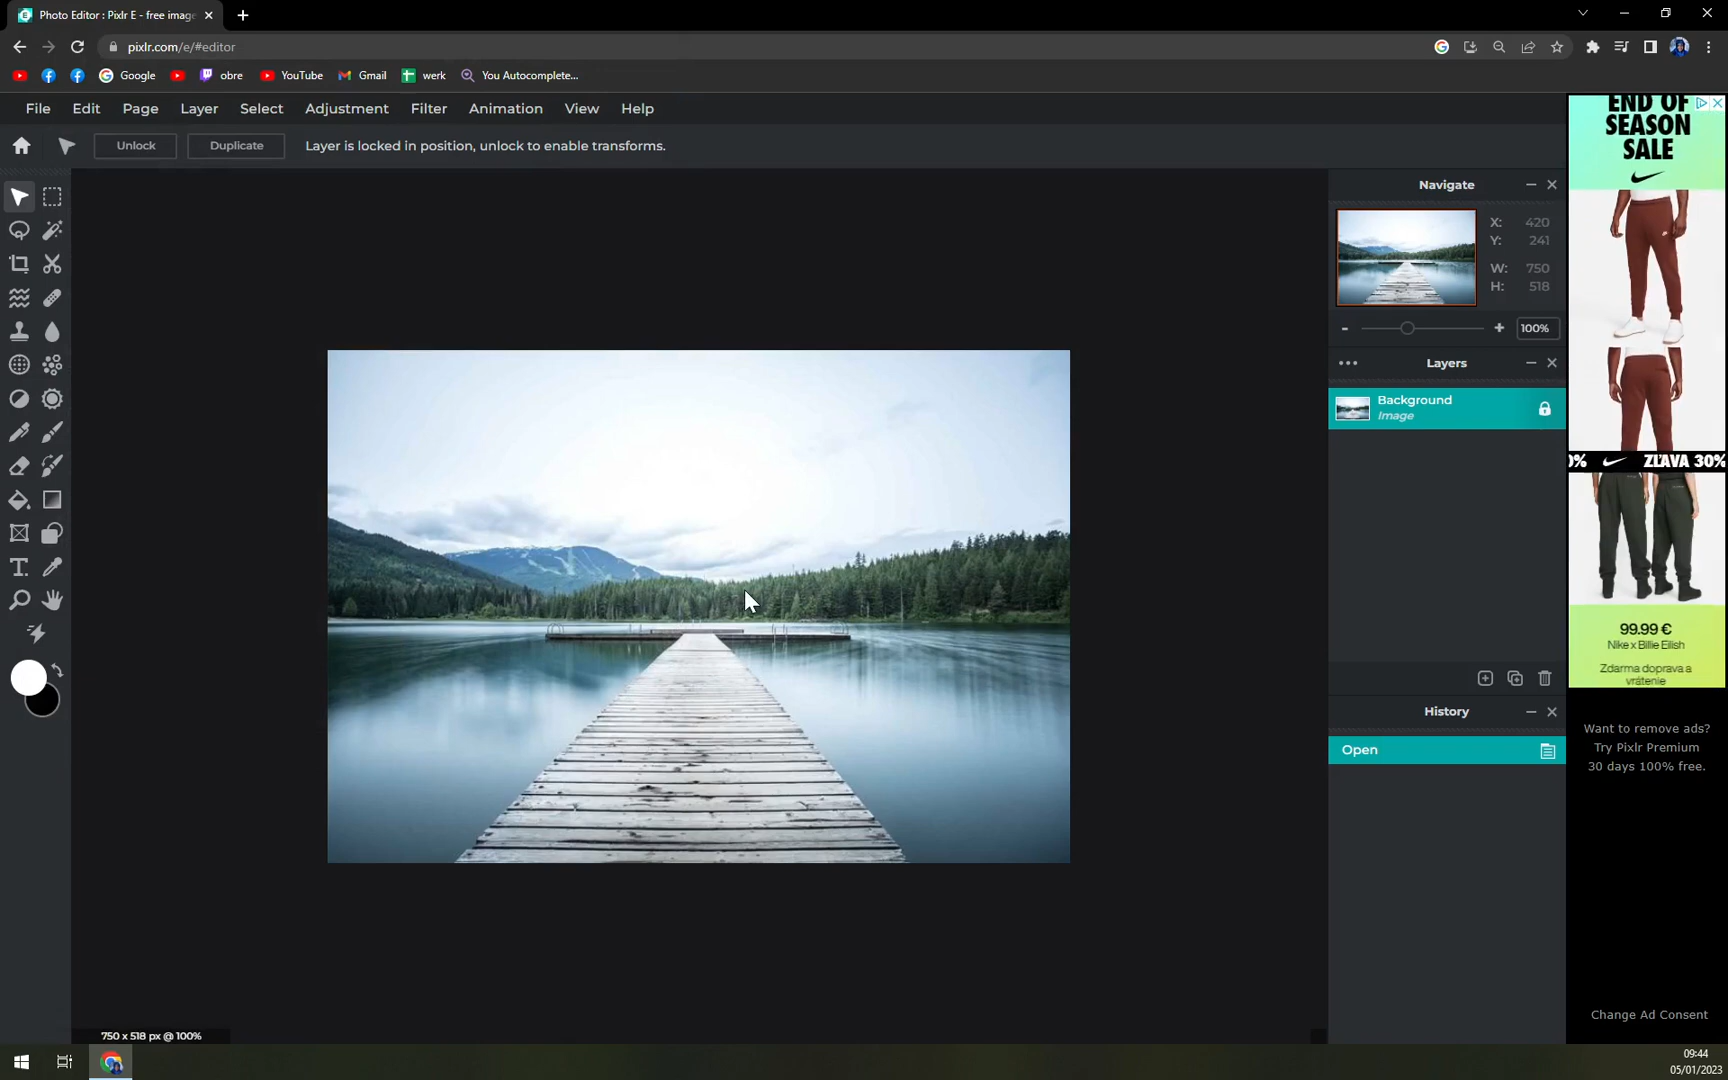 Photo Editor : Pixlr E - free image
pixlr.com/e/#editor
Google
obre
YouTube
Gmail
werk
You Autocomplete...
File
Edit
Page
Layer
Select
Adjustment
Filter
Animation
View
Help
Unlock
Duplicate
Layer is locked in position, unlock to enable transforms.
Navigate
X: 420
Y: 241
W: 750
H: 518
100%
Layers
Background
Image
History
Open
END OF
SEASON
SALE
0%
ZĽAVA 30%
99.99 €
Nike x Billie Eilish
Zdarma doprava a
vrátenie
Want to remove ads?
Try Pixlr Premium
30 days 100% free.
Change Ad Consent
750 x 518 px @ 100%
09:44
05/01/2023